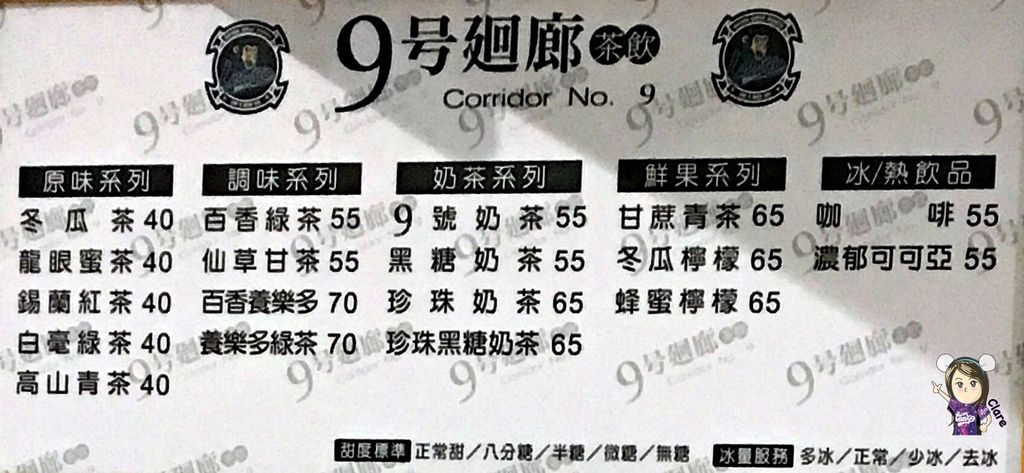 9号廻廊 茶飲
Corridor No. 9
原味系列
冬瓜茶 40
龍眼蜜茶 40
錫蘭紅茶 40
白毫綠茶 40
高山青茶 40
調味系列
百香綠茶 55
仙草甘茶 55
百香養樂多 70
養樂多綠茶 70
奶茶系列
9號奶茶 55
黑糖奶茶 55
珍珠奶茶 65
珍珠黑糖奶茶 65
鮮果系列
甘蔗青茶 65
冬瓜檸檬 65
蜂蜜檸檬 65
冰/熱飲品
咖啡 55
濃郁可可亞 55
甜度標準 正常甜／八分糖／半糖／微糖／無糖
冰量服務 多冰／正常／少冰／去冰
Clare